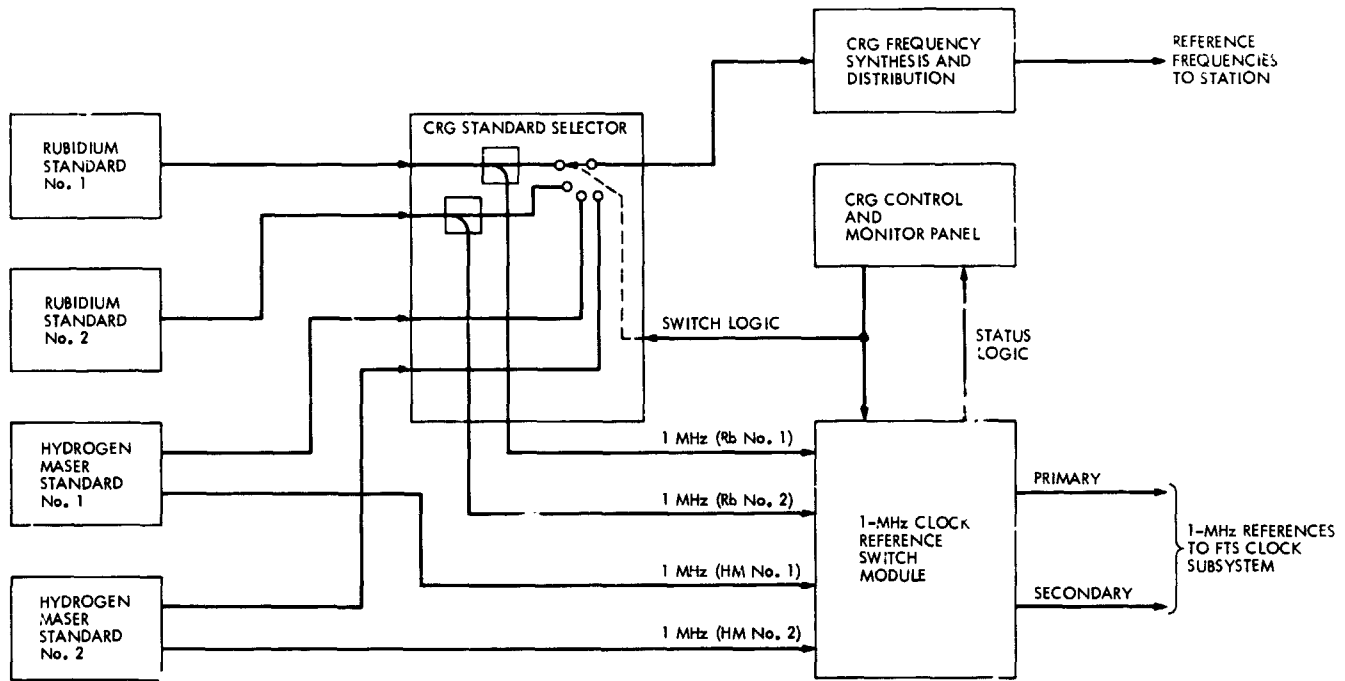 CRG FREQUENCY
SYNTHESIS AND
DISTRIBUTION
REFERENCE
FREQUENCIES
TO STATION
CRG STANDARD SELECTOR
RUBIDIUM
STANDARD
No. 1
CRG CONTROL
AND
MONITOR PANEL
RUBIDIUM
STANDARD
No. 2
SWITCH LOGIC
STATUS
LOGIC
HYDROGEN
MASER
STANDARD
No. 1
1 MHz (Rb No. 1)
1 MHz (Rb No. 2)
1 MHz (HM No. 1)
1 MHz (HM No. 2)
1-MHz CLOCK
REFERENCE
SWITCH
MODULE
PRIMARY
SECONDARY
1-MHz REFERENCES
TO FTS CLOCK
SUBSYSTEM
HYDROGEN
MASER
STANDARD
No. 2